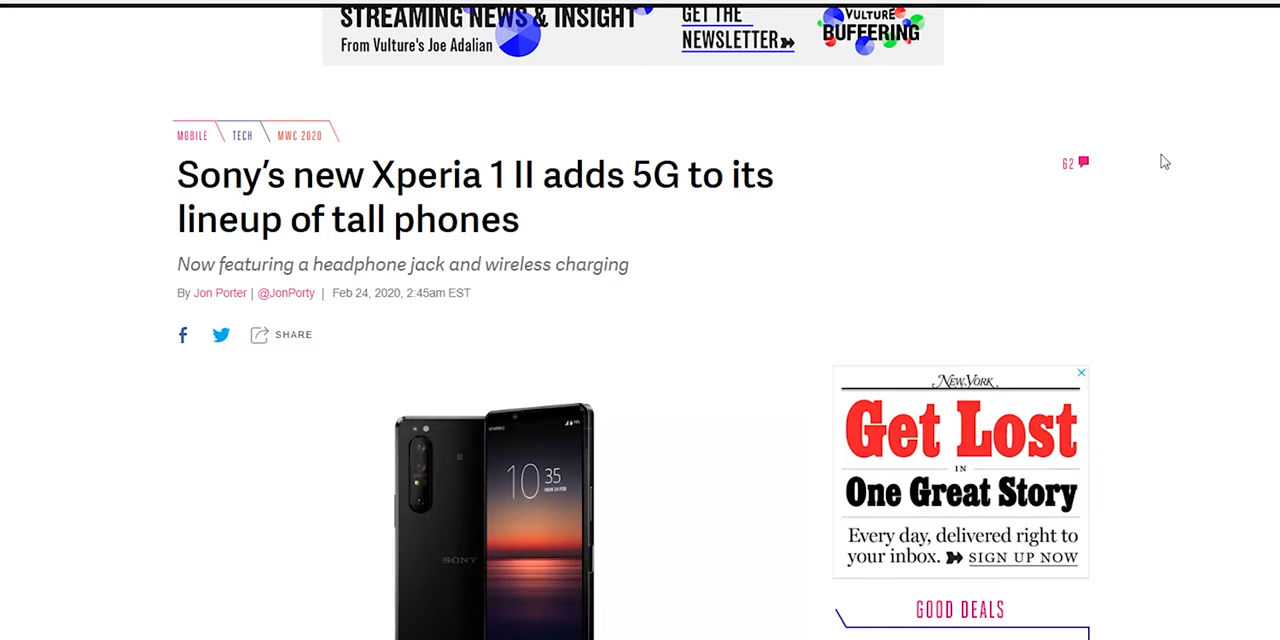 STREAMING NEWS & INSIGHT
From Vulture's Joe Adalian
GET THE
NEWSLETTER
VULTURE
BUFFERING
MOBILE
TECH
MWC 2020
Sony's new Xperia 1 II adds 5G to its
lineup of tall phones
62
Now featuring a headphone jack and wireless charging
By Jon Porter | @JonPorty | Feb 24, 2020, 2:45am EST
SHARE
10 35
MON 24 FEB
SONY
NEW YORK
Get Lost
IN
One Great Story
Every day, delivered right to
your inbox. SIGN UP NOW
GOOD DEALS